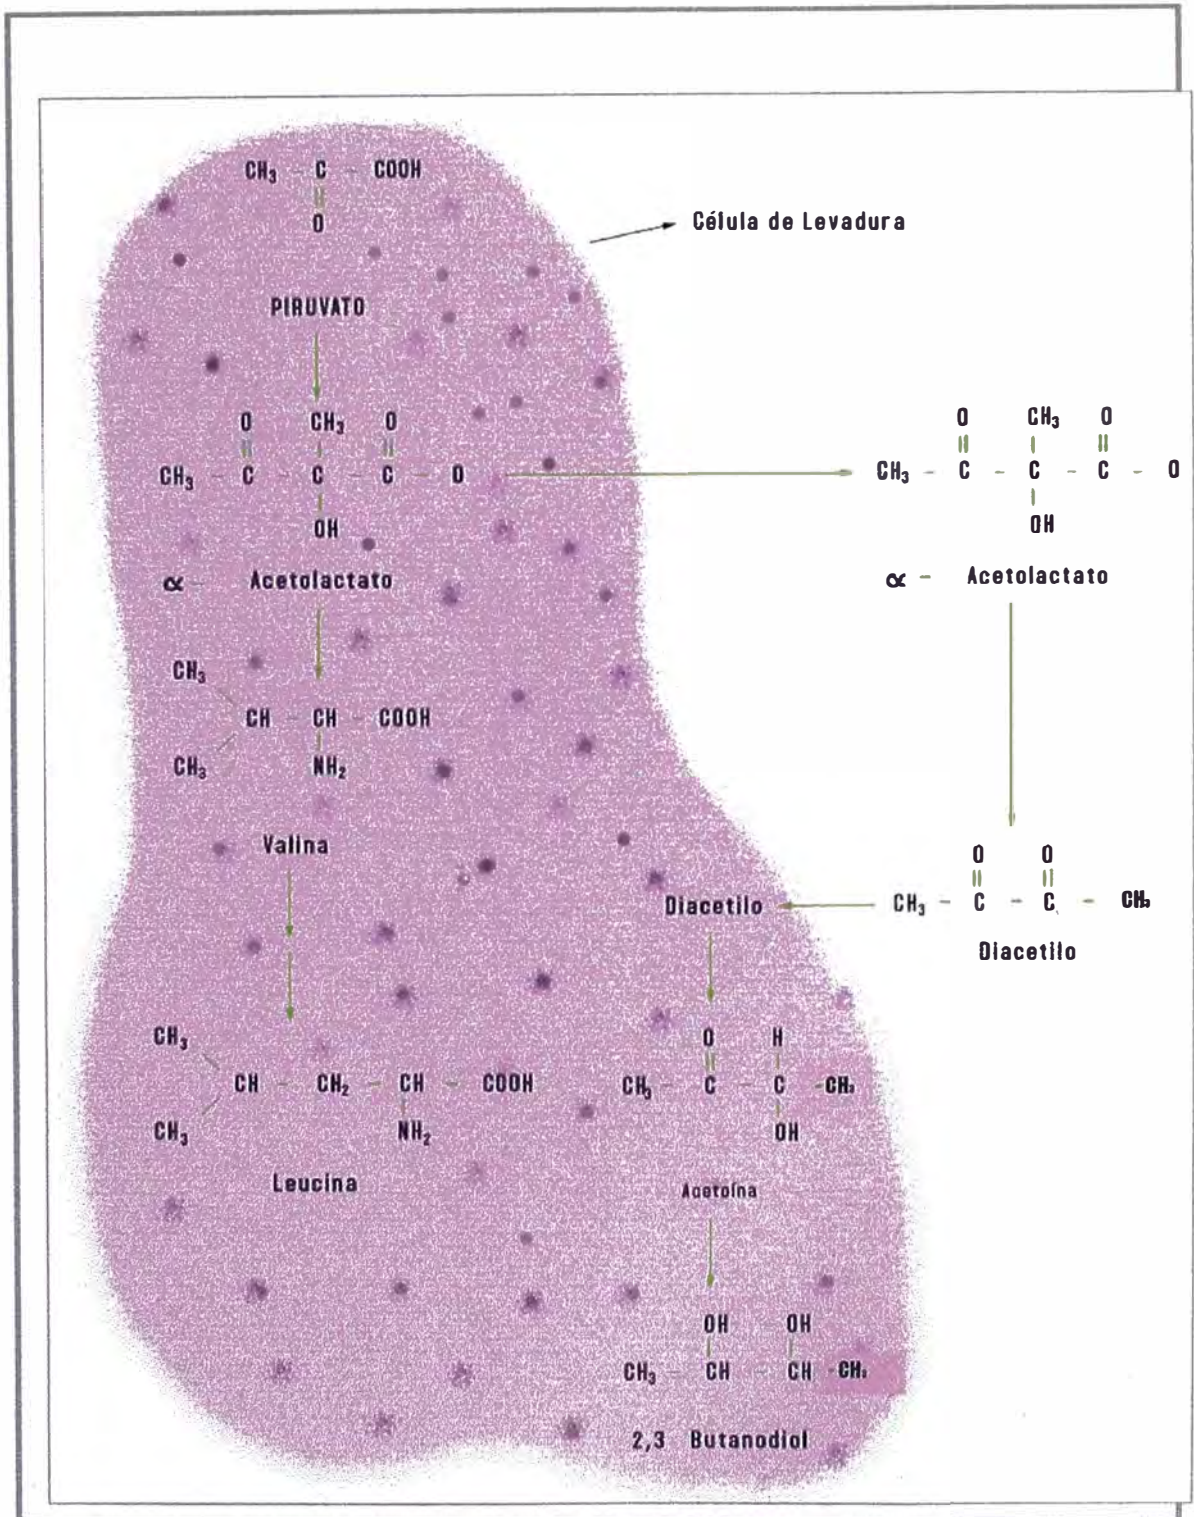 CH₃ - C - COOH
O
Célula de Levadura
PIRUVATO
O CH₃ O
CH₃ - C - C - C - O
OH
α - Acetolactato
O CH₃ O
CH₃ - C - C - C - O
OH
α - Acetolactato
CH₃
CH - CH - COOH
CH₃ NH₂
Valina
O O
CH₃ - C - C - CH₃
Diacetilo
Diacetilo
CH₃
CH - CH₂ - CH - COOH
CH₃ NH₂
Leucina
O H
CH₃ - C - C - CH₃
OH
Acetoína
OH OH
CH₃ - CH - CH - CH₃
2,3 Butanodiol